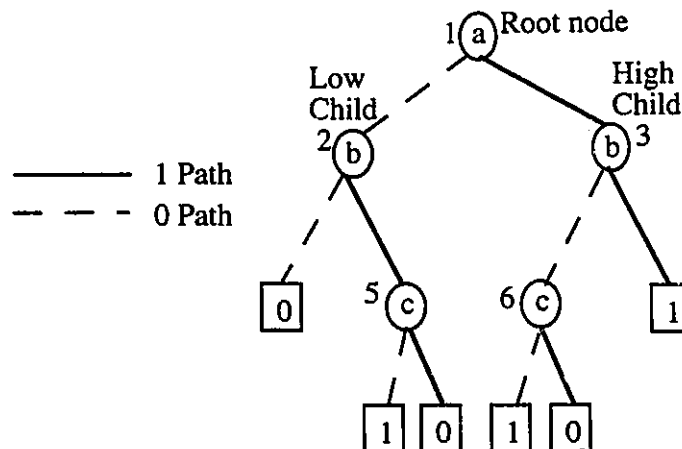 1 a Root node
Low
Child
High
Child
2 b
b 3
1 Path
0 Path
0
5 c
6 c
1
1 0 1 0